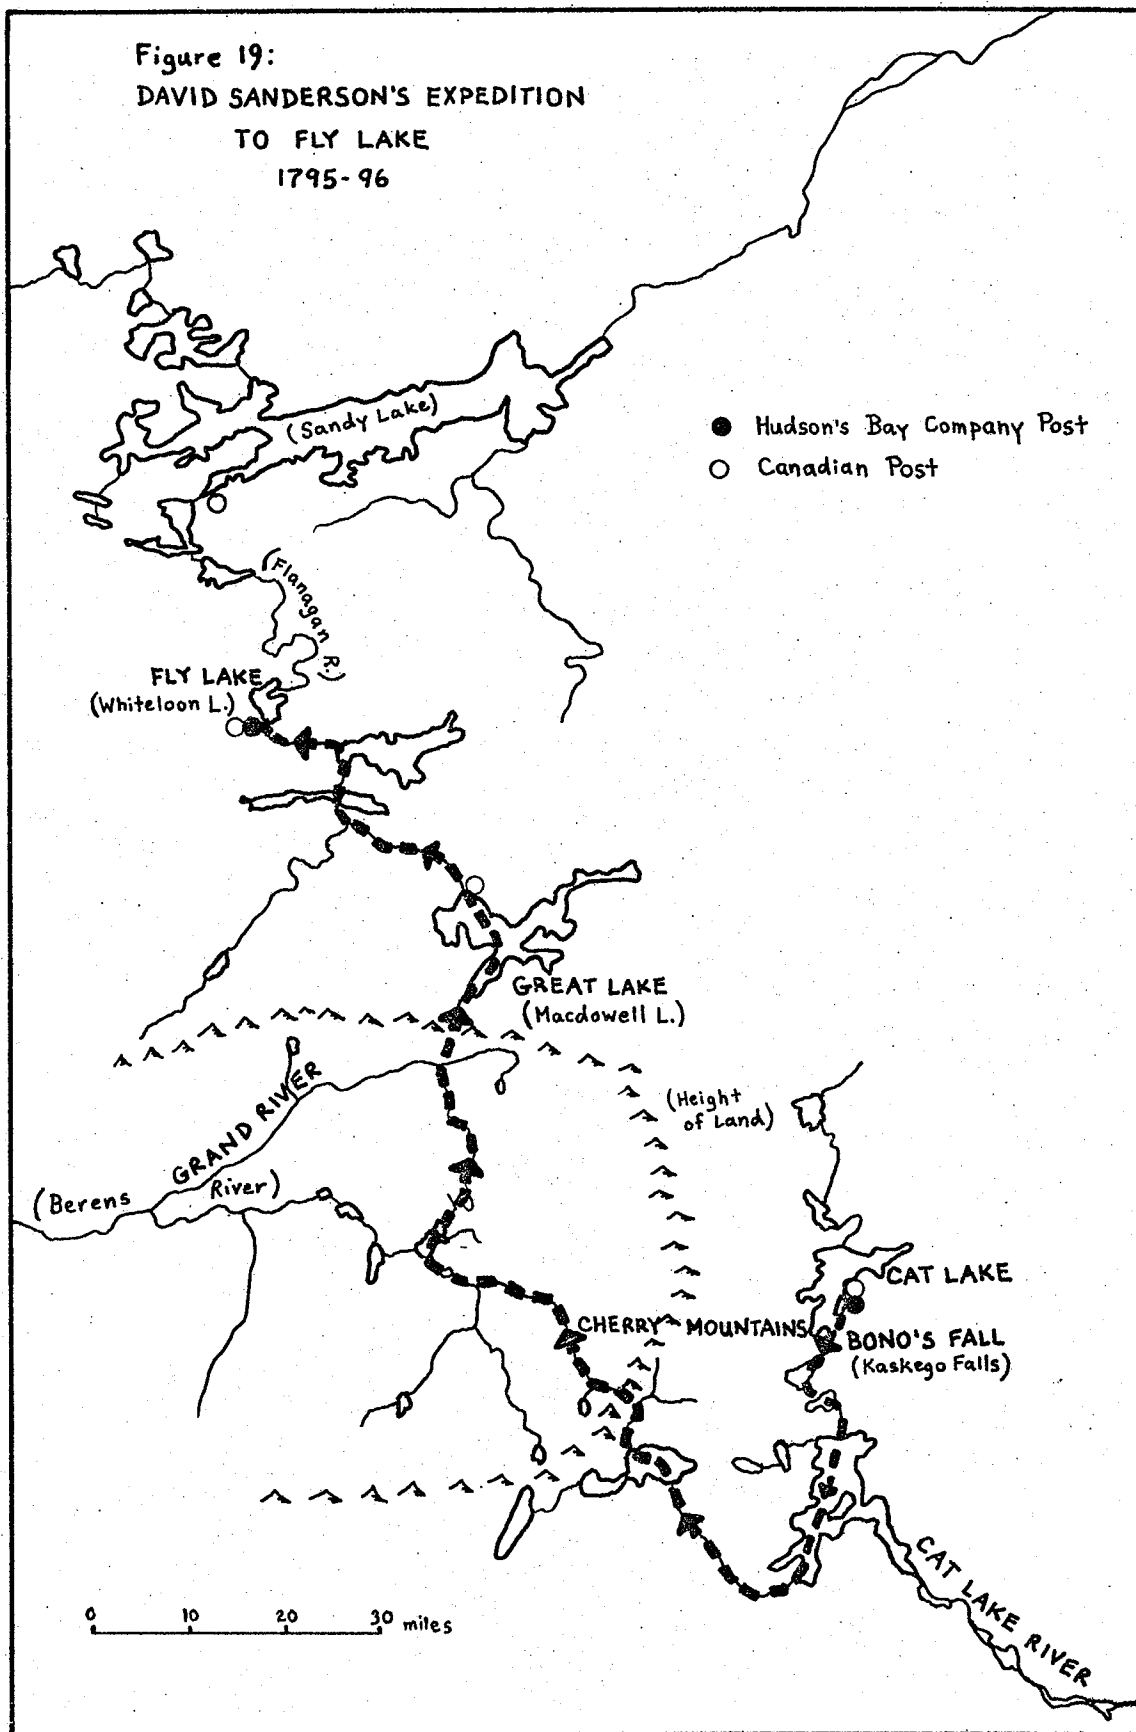 Figure 19:
DAVID SANDERSON'S EXPEDITION
TO FLY LAKE
1795-96
(Sandy Lake)
Hudson's Bay Company Post
Canadian Post
(Flanagan R.)
FLY LAKE
(Whiteloon L.)
GREAT LAKE
(Macdowell L.)
(Height
of Land)
GRAND RIVER
(Berens River)
CAT LAKE
CHERRY MOUNTAINS
BONO'S FALL
(Kaskego Falls)
CAT LAKE RIVER
0 10 20 30 miles